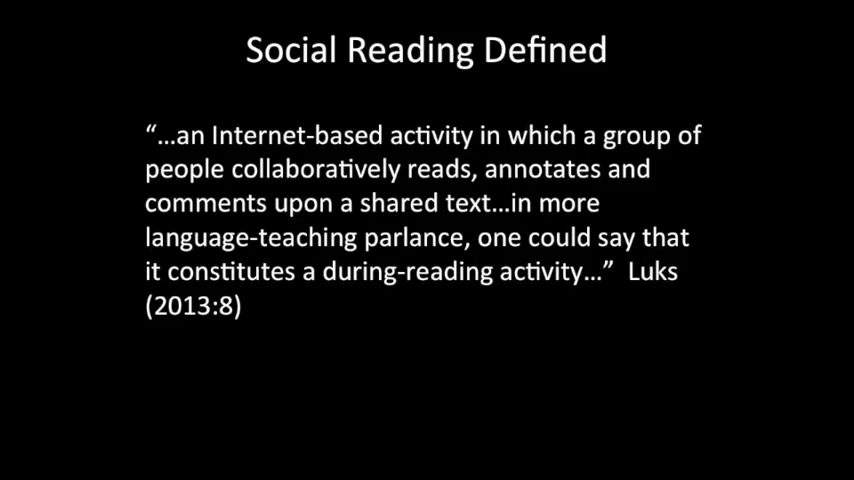 Social Reading Defined
“…an Internet-based activity in which a group of
people collaboratively reads, annotates and
comments upon a shared text…in more
language-teaching parlance, one could say that
it constitutes a during-reading activity…”  Luks
(2013:8)